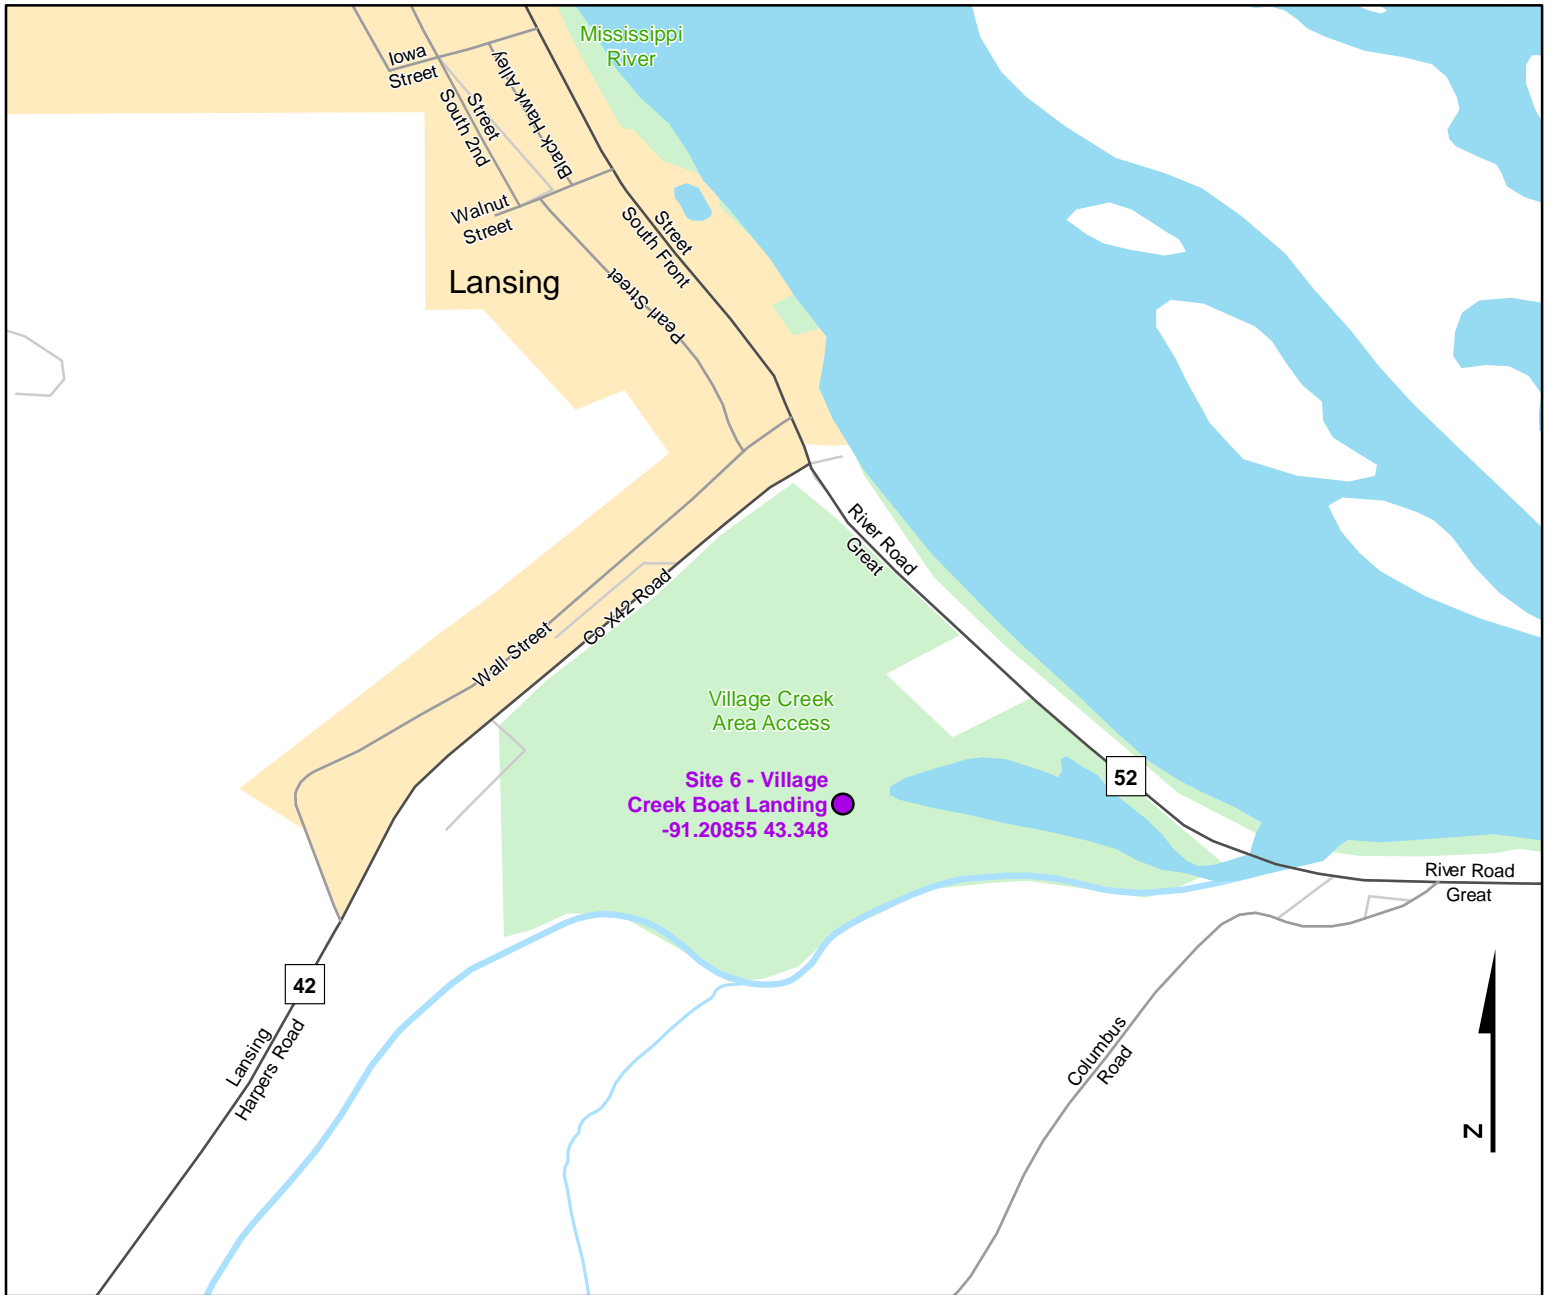 Mississippi
River
Iowa
Street
Black Hawk Alley
Street
South 2nd
Walnut
Street
Street
South Front
Lansing
Pearl Street
River Road
Great
Co X42 Road
Wall Street
Village Creek
Area Access
Site 6 - Village
Creek Boat Landing
-91.20855 43.348
52
River Road
Great
42
Lansing
Harpers Road
Columbus
Road
N